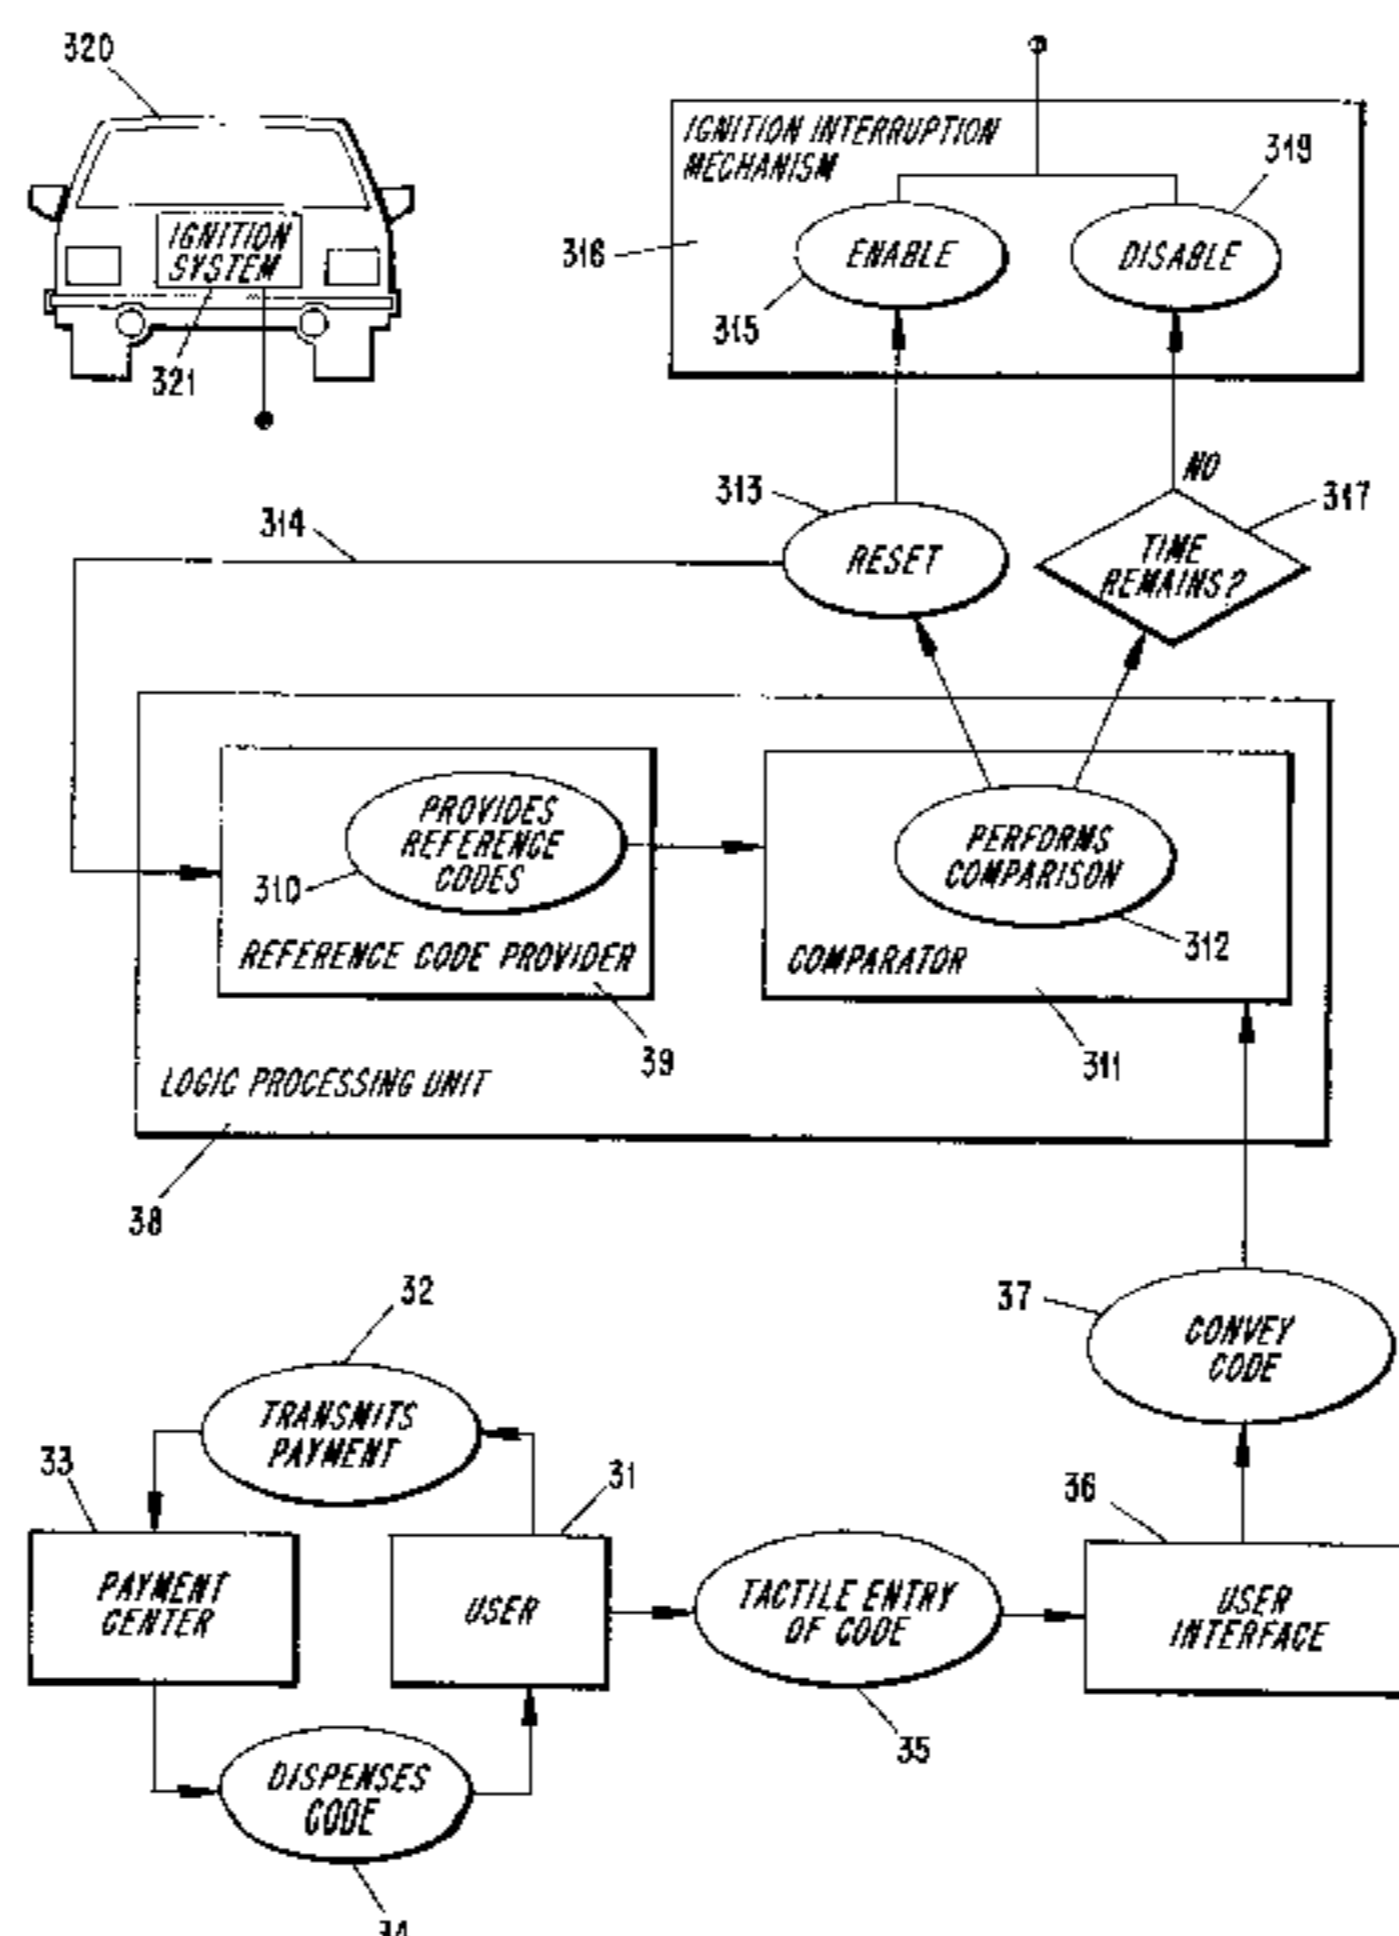 320
IGNITION
SYSTEM
321
IGNITION INTERRUPTION
MECHANISM
319
316
ENABLE
DISABLE
315
NO
313
317
314
RESET
TIME
REMAINS?
PROVIDES
REFERENCE
CODES
310
PERFORMS
COMPARISON
312
REFERENCE CODE PROVIDER
COMPARATOR
39
311
LOGIC PROCESSING UNIT
38
32
37
CONVEY
CODE
TRANSMITS
PAYMENT
33
31
36
PAYMENT
CENTER
USER
TACTILE ENTRY
OF CODE
USER
INTERFACE
35
DISPENSES
CODE